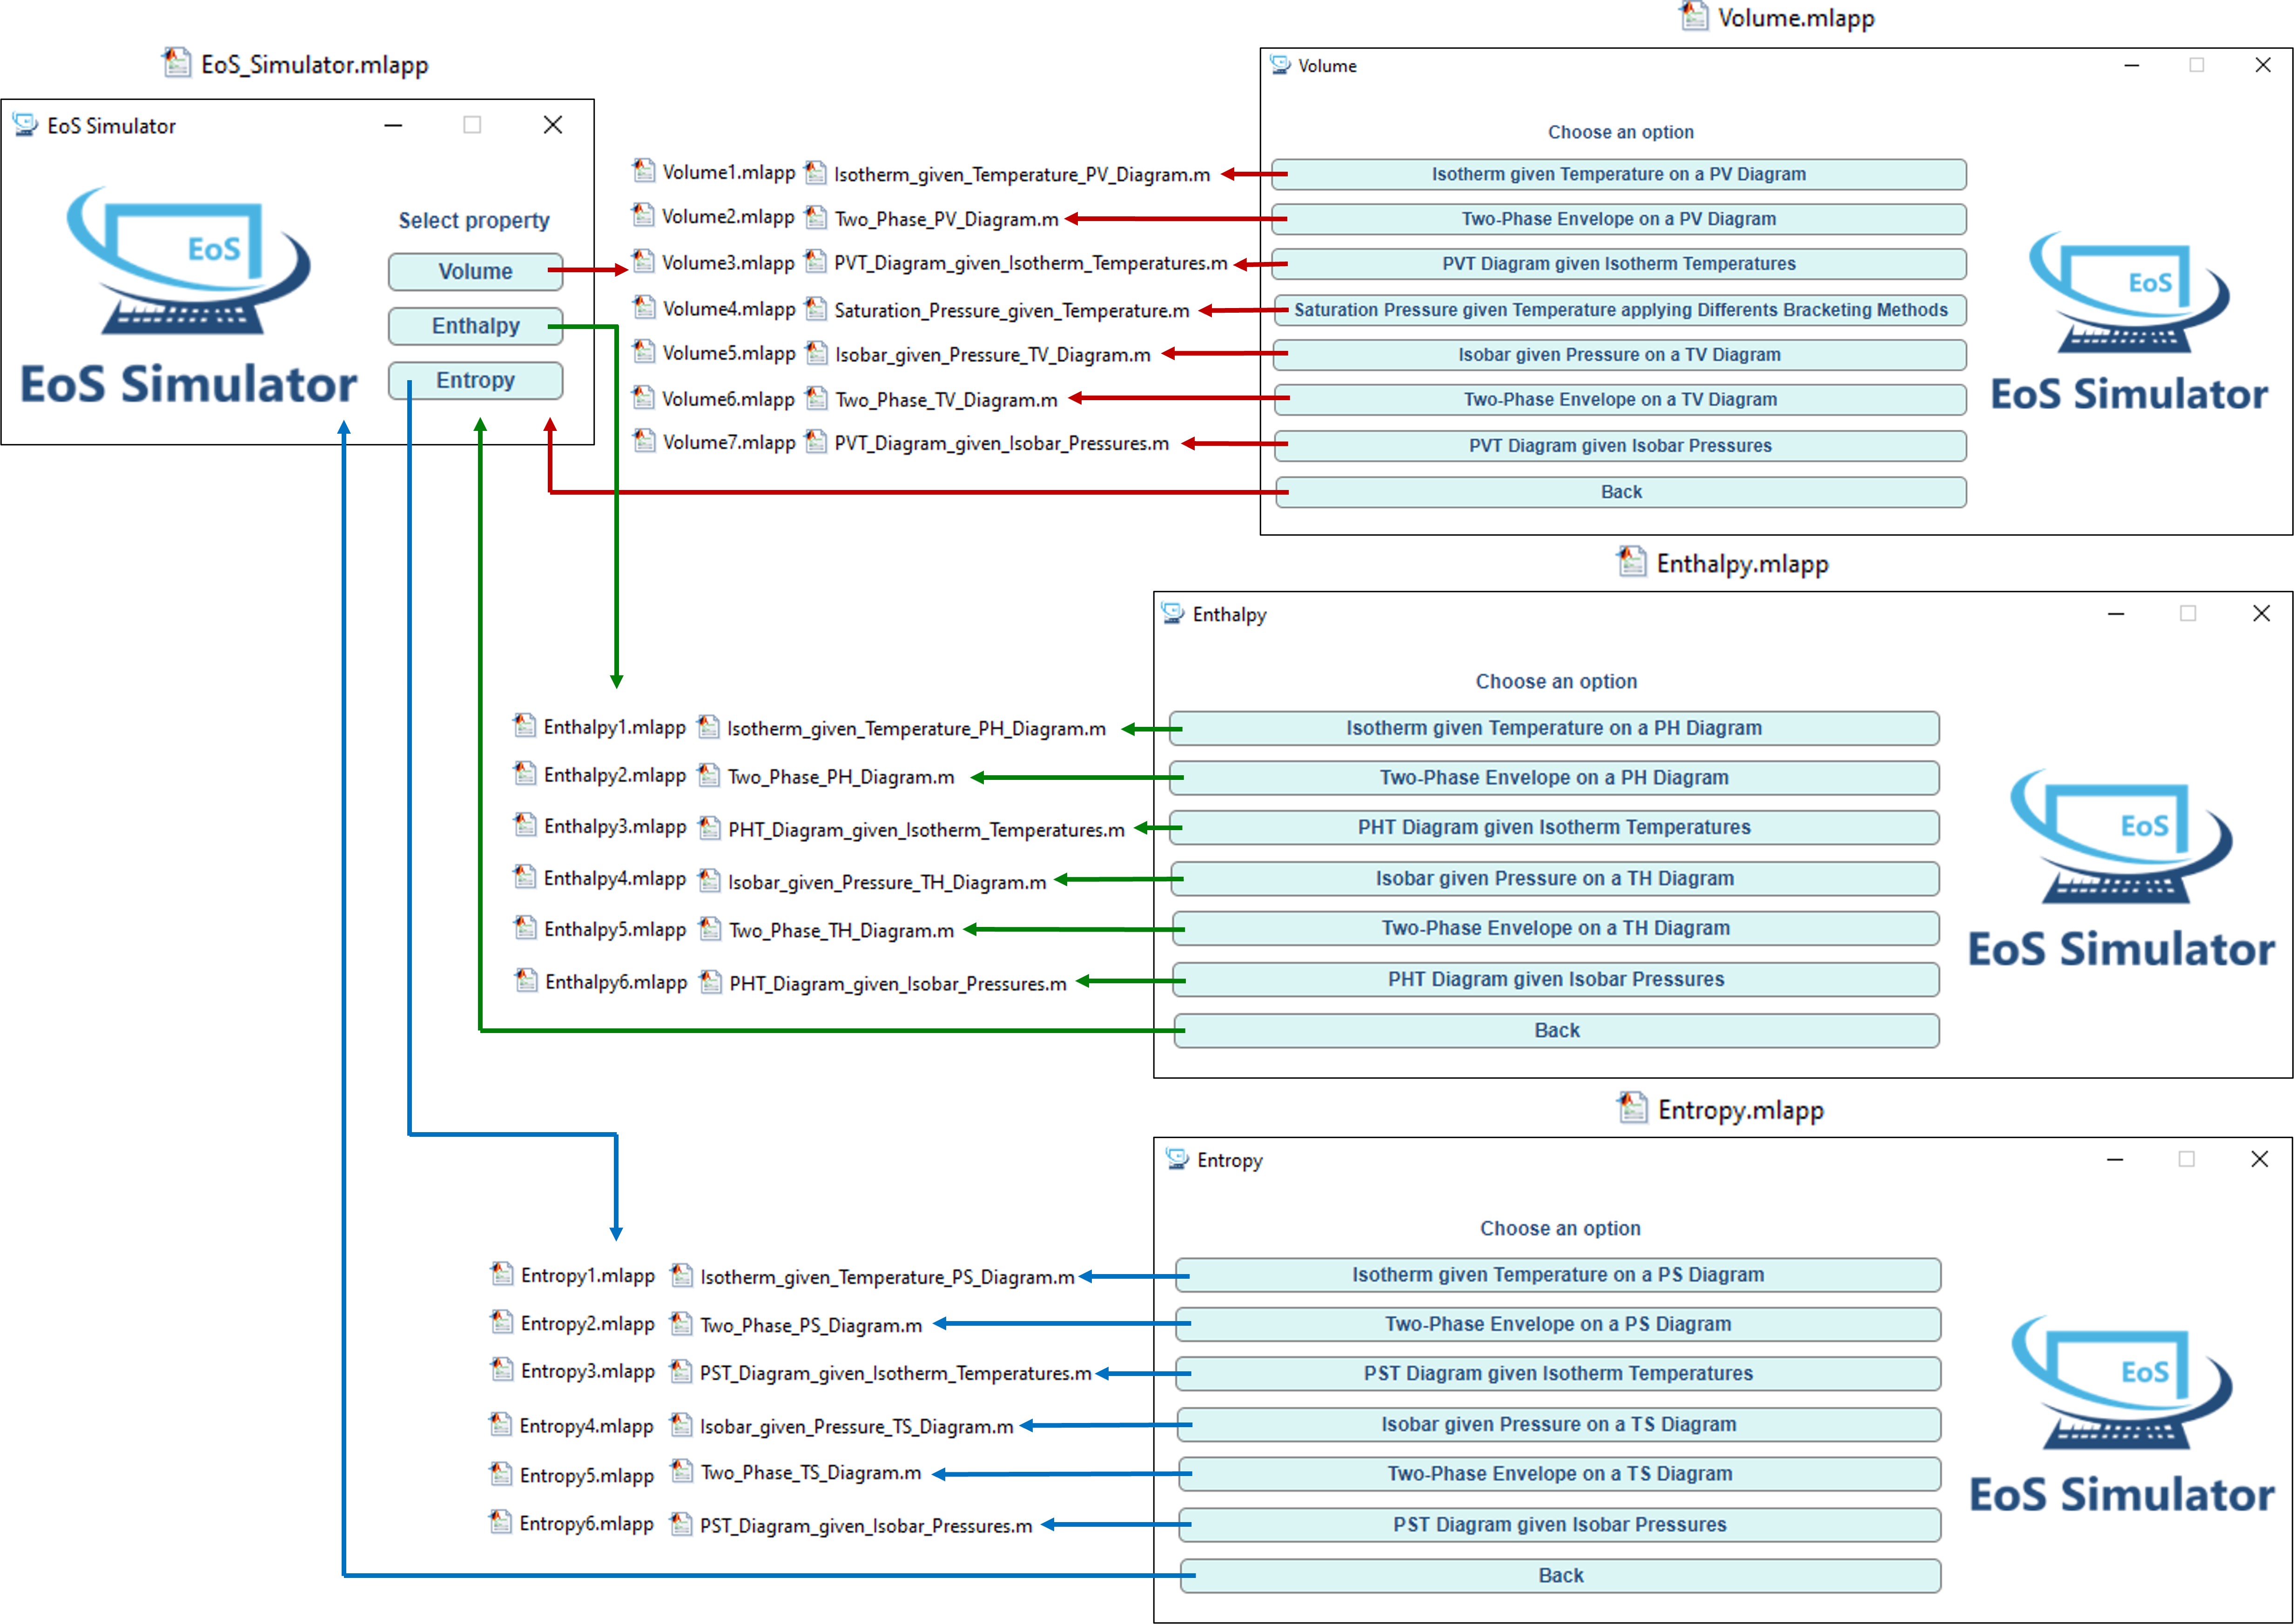 EoS_Simulator.mlapp
EoS Simulator
EoS
EoS Simulator
Select property
Volume
Enthalpy
Entropy
Volume.mlapp
Volume
Choose an option
Volume1.mlapp Isotherm_given_Temperature_PV_Diagram.m Isotherm given Temperature on a PV Diagram
Volume2.mlapp Two_Phase_PV_Diagram.m Two-Phase Envelope on a PV Diagram
Volume3.mlapp PVT_Diagram_given_Isotherm_Temperatures.m PVT Diagram given Isotherm Temperatures
Volume4.mlapp Saturation_Pressure_given_Temperature.m Saturation Pressure given Temperature applying Differents Bracketing Methods
Volume5.mlapp Isobar_given_Pressure_TV_Diagram.m Isobar given Pressure on a TV Diagram
Volume6.mlapp Two_Phase_TV_Diagram.m Two-Phase Envelope on a TV Diagram
Volume7.mlapp PVT_Diagram_given_Isobar_Pressures.m PVT Diagram given Isobar Pressures
Back
EoS
EoS Simulator
Enthalpy.mlapp
Enthalpy
Choose an option
Enthalpy1.mlapp Isotherm_given_Temperature_PH_Diagram.m Isotherm given Temperature on a PH Diagram
Enthalpy2.mlapp Two_Phase_PH_Diagram.m Two-Phase Envelope on a PH Diagram
Enthalpy3.mlapp PHT_Diagram_given_Isotherm_Temperatures.m PHT Diagram given Isotherm Temperatures
Enthalpy4.mlapp Isobar_given_Pressure_TH_Diagram.m Isobar given Pressure on a TH Diagram
Enthalpy5.mlapp Two_Phase_TH_Diagram.m Two-Phase Envelope on a TH Diagram
Enthalpy6.mlapp PHT_Diagram_given_Isobar_Pressures.m PHT Diagram given Isobar Pressures
Back
EoS
EoS Simulator
Entropy.mlapp
Entropy
Choose an option
Entropy1.mlapp Isotherm_given_Temperature_PS_Diagram.m Isotherm given Temperature on a PS Diagram
Entropy2.mlapp Two_Phase_PS_Diagram.m Two-Phase Envelope on a PS Diagram
Entropy3.mlapp PST_Diagram_given_Isotherm_Temperatures.m PST Diagram given Isotherm Temperatures
Entropy4.mlapp Isobar_given_Pressure_TS_Diagram.m Isobar given Pressure on a TS Diagram
Entropy5.mlapp Two_Phase_TS_Diagram.m Two-Phase Envelope on a TS Diagram
Entropy6.mlapp PST_Diagram_given_Isobar_Pressures.m PST Diagram given Isobar Pressures
Back
EoS
EoS Simulator